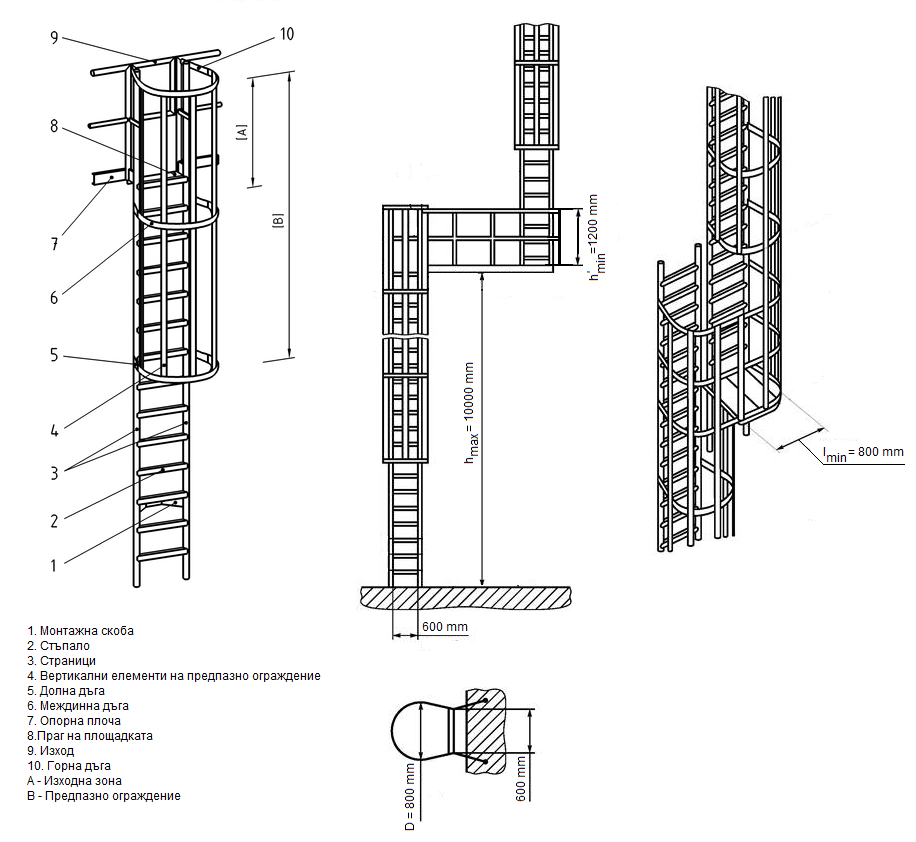 9
10
8
[A]
[B]
7
6
5
4
3
2
1
h'min=1200 mm
hmax= 10000 mm
lmin= 800 mm
600 mm
1. Монтажна скоба
2. Стъпало
3. Страници
4. Вертикални елементи на предпазно ограждение
5. Долна дъга
6. Междинна дъга
7. Опорна плоча
8.Праг на площадката
9. Изход
10. Горна дъга
A - Изходна зона
B - Предпазно ограждение
D = 800 mm
600 mm